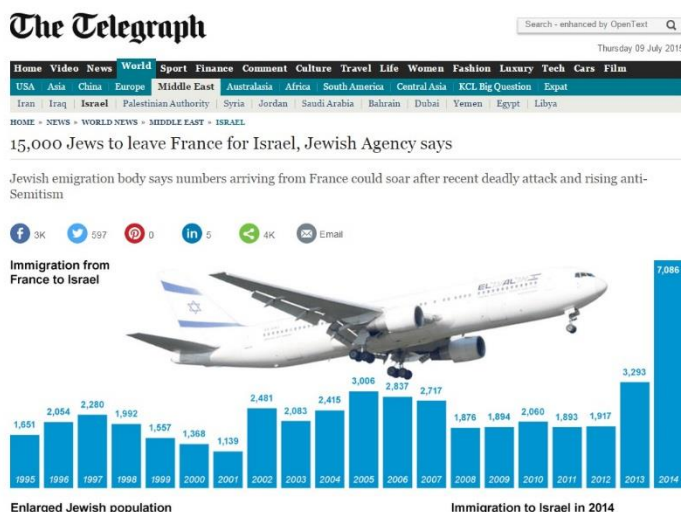 The Telegraph
Search - enhanced by OpenText
Thursday 09 July 2015
Home Video News World Sport Finance Comment Culture Travel Life Women Fashion Luxury Tech Cars Film
USA Asia China Europe Middle East Australasia Africa South America Central Asia KCL Big Question Expat
Iran Iraq Israel Palestinian Authority Syria Jordan Saudi Arabia Bahrain Dubai Yemen Egypt Libya
HOME » NEWS » WORLD NEWS » MIDDLE EAST » ISRAEL
15,000 Jews to leave France for Israel, Jewish Agency says
Jewish emigration body says numbers arriving from France could soar after recent deadly attack and rising anti-
Semitism
f 3K 597 0 in 5 4K Email
Immigration from
France to Israel
EL AL
1,651 2,054 2,280 1,992 1,557 1,368 1,139 2,481 2,083 2,415 3,006 2,837 2,717 1,876 1,894 2,060 1,893 1,917 3,293 7,086
1995 1996 1997 1998 1999 2000 2001 2002 2003 2004 2005 2006 2007 2008 2009 2010 2011 2012 2013 2014
Enlarged Jewish population
Immigration to Israel in 2014